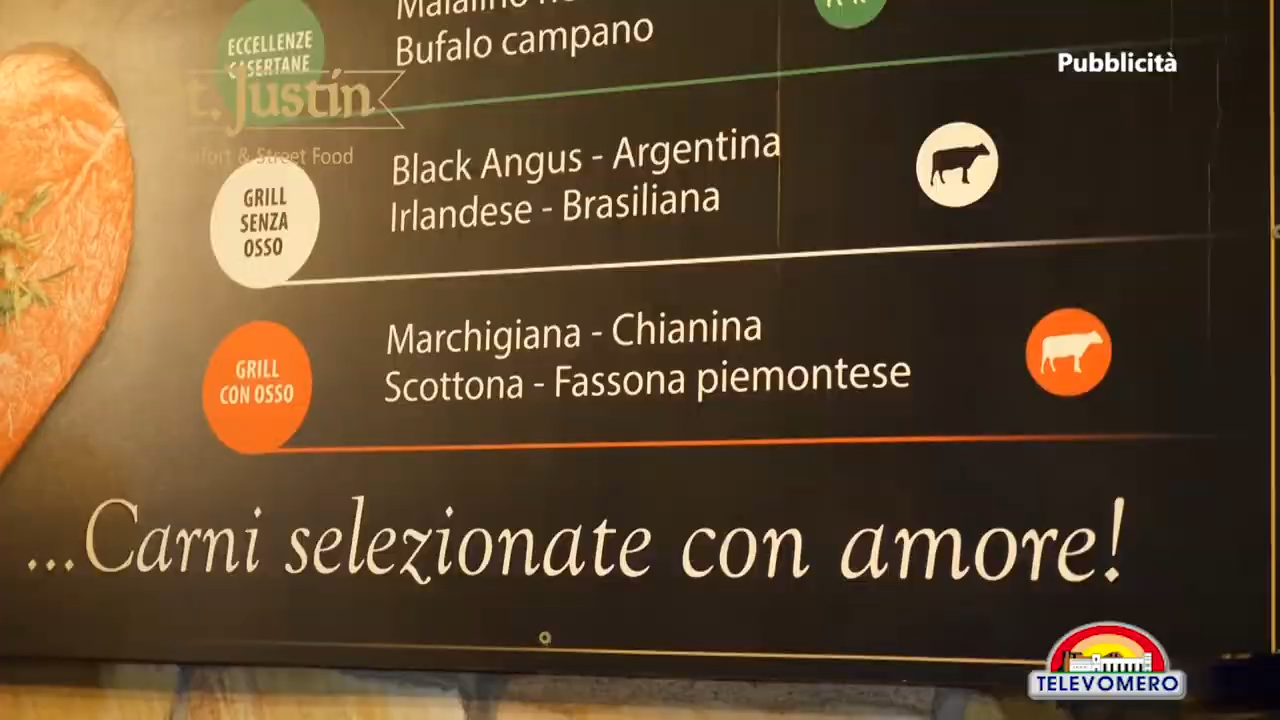 ECCELLENZE
CASERTANE
Bufalo campano
Pubblicità
t. Justin
& Street Food
GRILL
SENZA
OSSO
Black Angus - Argentina
Irlandese - Brasiliana
GRILL
CON OSSO
Marchigiana - Chianina
Scottona - Fassona piemontese
...Carni selezionate con amore!
TELEVOMERO